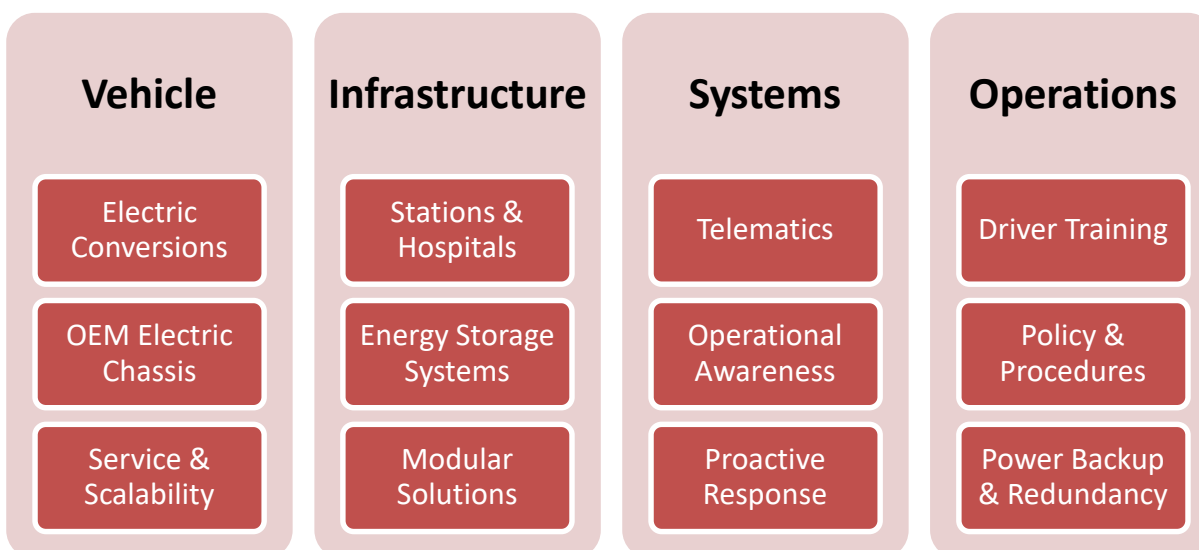 Vehicle
Electric
Conversions
OEM Electric
Chassis
Service &
Scalability
Infrastructure
Stations &
Hospitals
Energy Storage
Systems
Modular
Solutions
Systems
Telematics
Operational
Awareness
Proactive
Response
Operations
Driver Training
Policy &
Procedures
Power Backup
& Redundancy